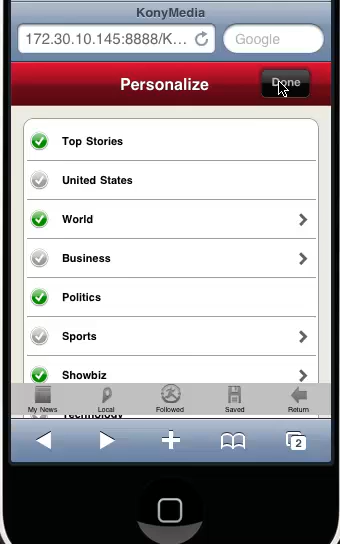 KonyMedia
172.30.10.145:8888/K...
Google
Personalize
Done
Top Stories
United States
World
Business
Politics
Sports
Showbiz
Technology
My News
Local
Followed
Saved
Return
2